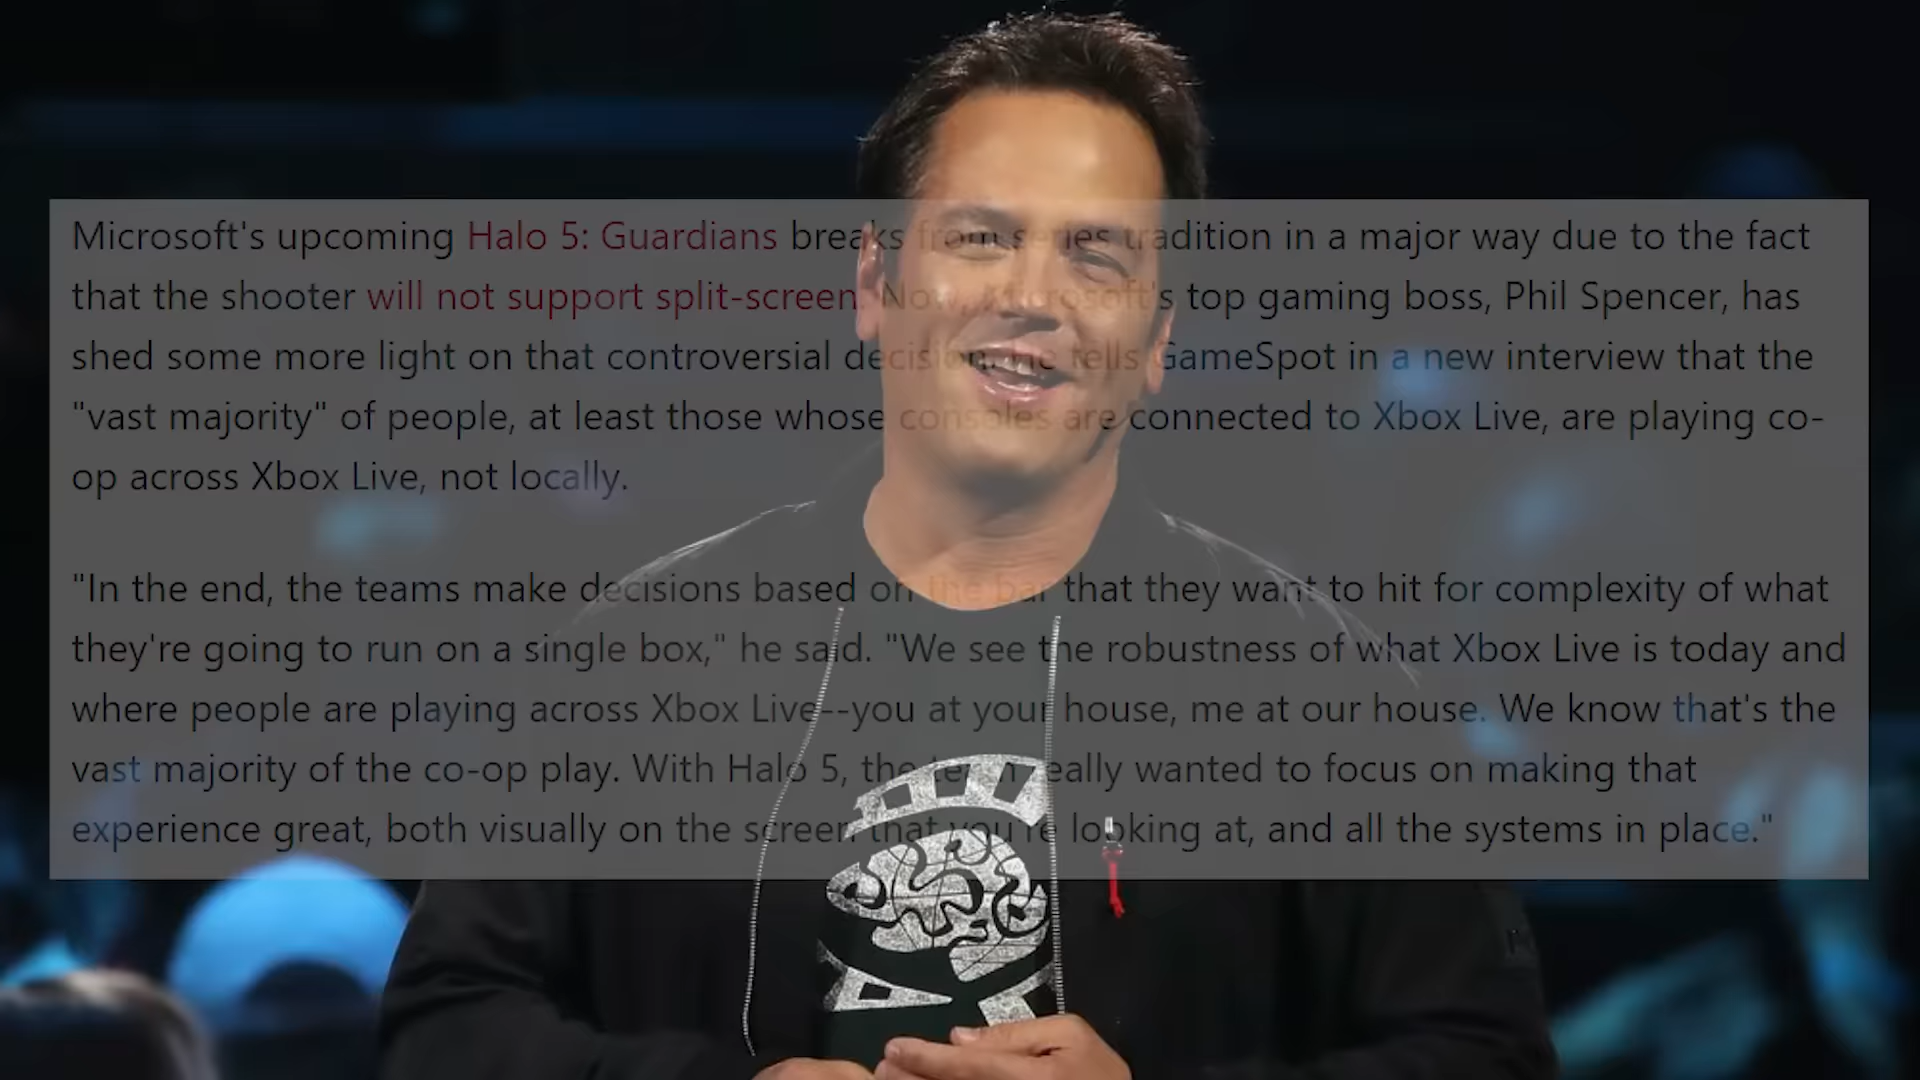 Microsoft's upcoming Halo 5: Guardians breaks from series tradition in a major way due to the fact
that the shooter will not support split-screen. Now, Microsoft's top gaming boss, Phil Spencer, has
shed some more light on that controversial decision. He tells GameSpot in a new interview that the
"vast majority" of people, at least those whose consoles are connected to Xbox Live, are playing co-
op across Xbox Live, not locally.
"In the end, the teams make decisions based on the bar that they want to hit for complexity of what
they're going to run on a single box," he said. "We see the robustness of what Xbox Live is today and
where people are playing across Xbox Live--you at your house, me at our house. We know that's the
vast majority of the co-op play. With Halo 5, the team really wanted to focus on making that
experience great, both visually on the screen that you're looking at, and all the systems in place."